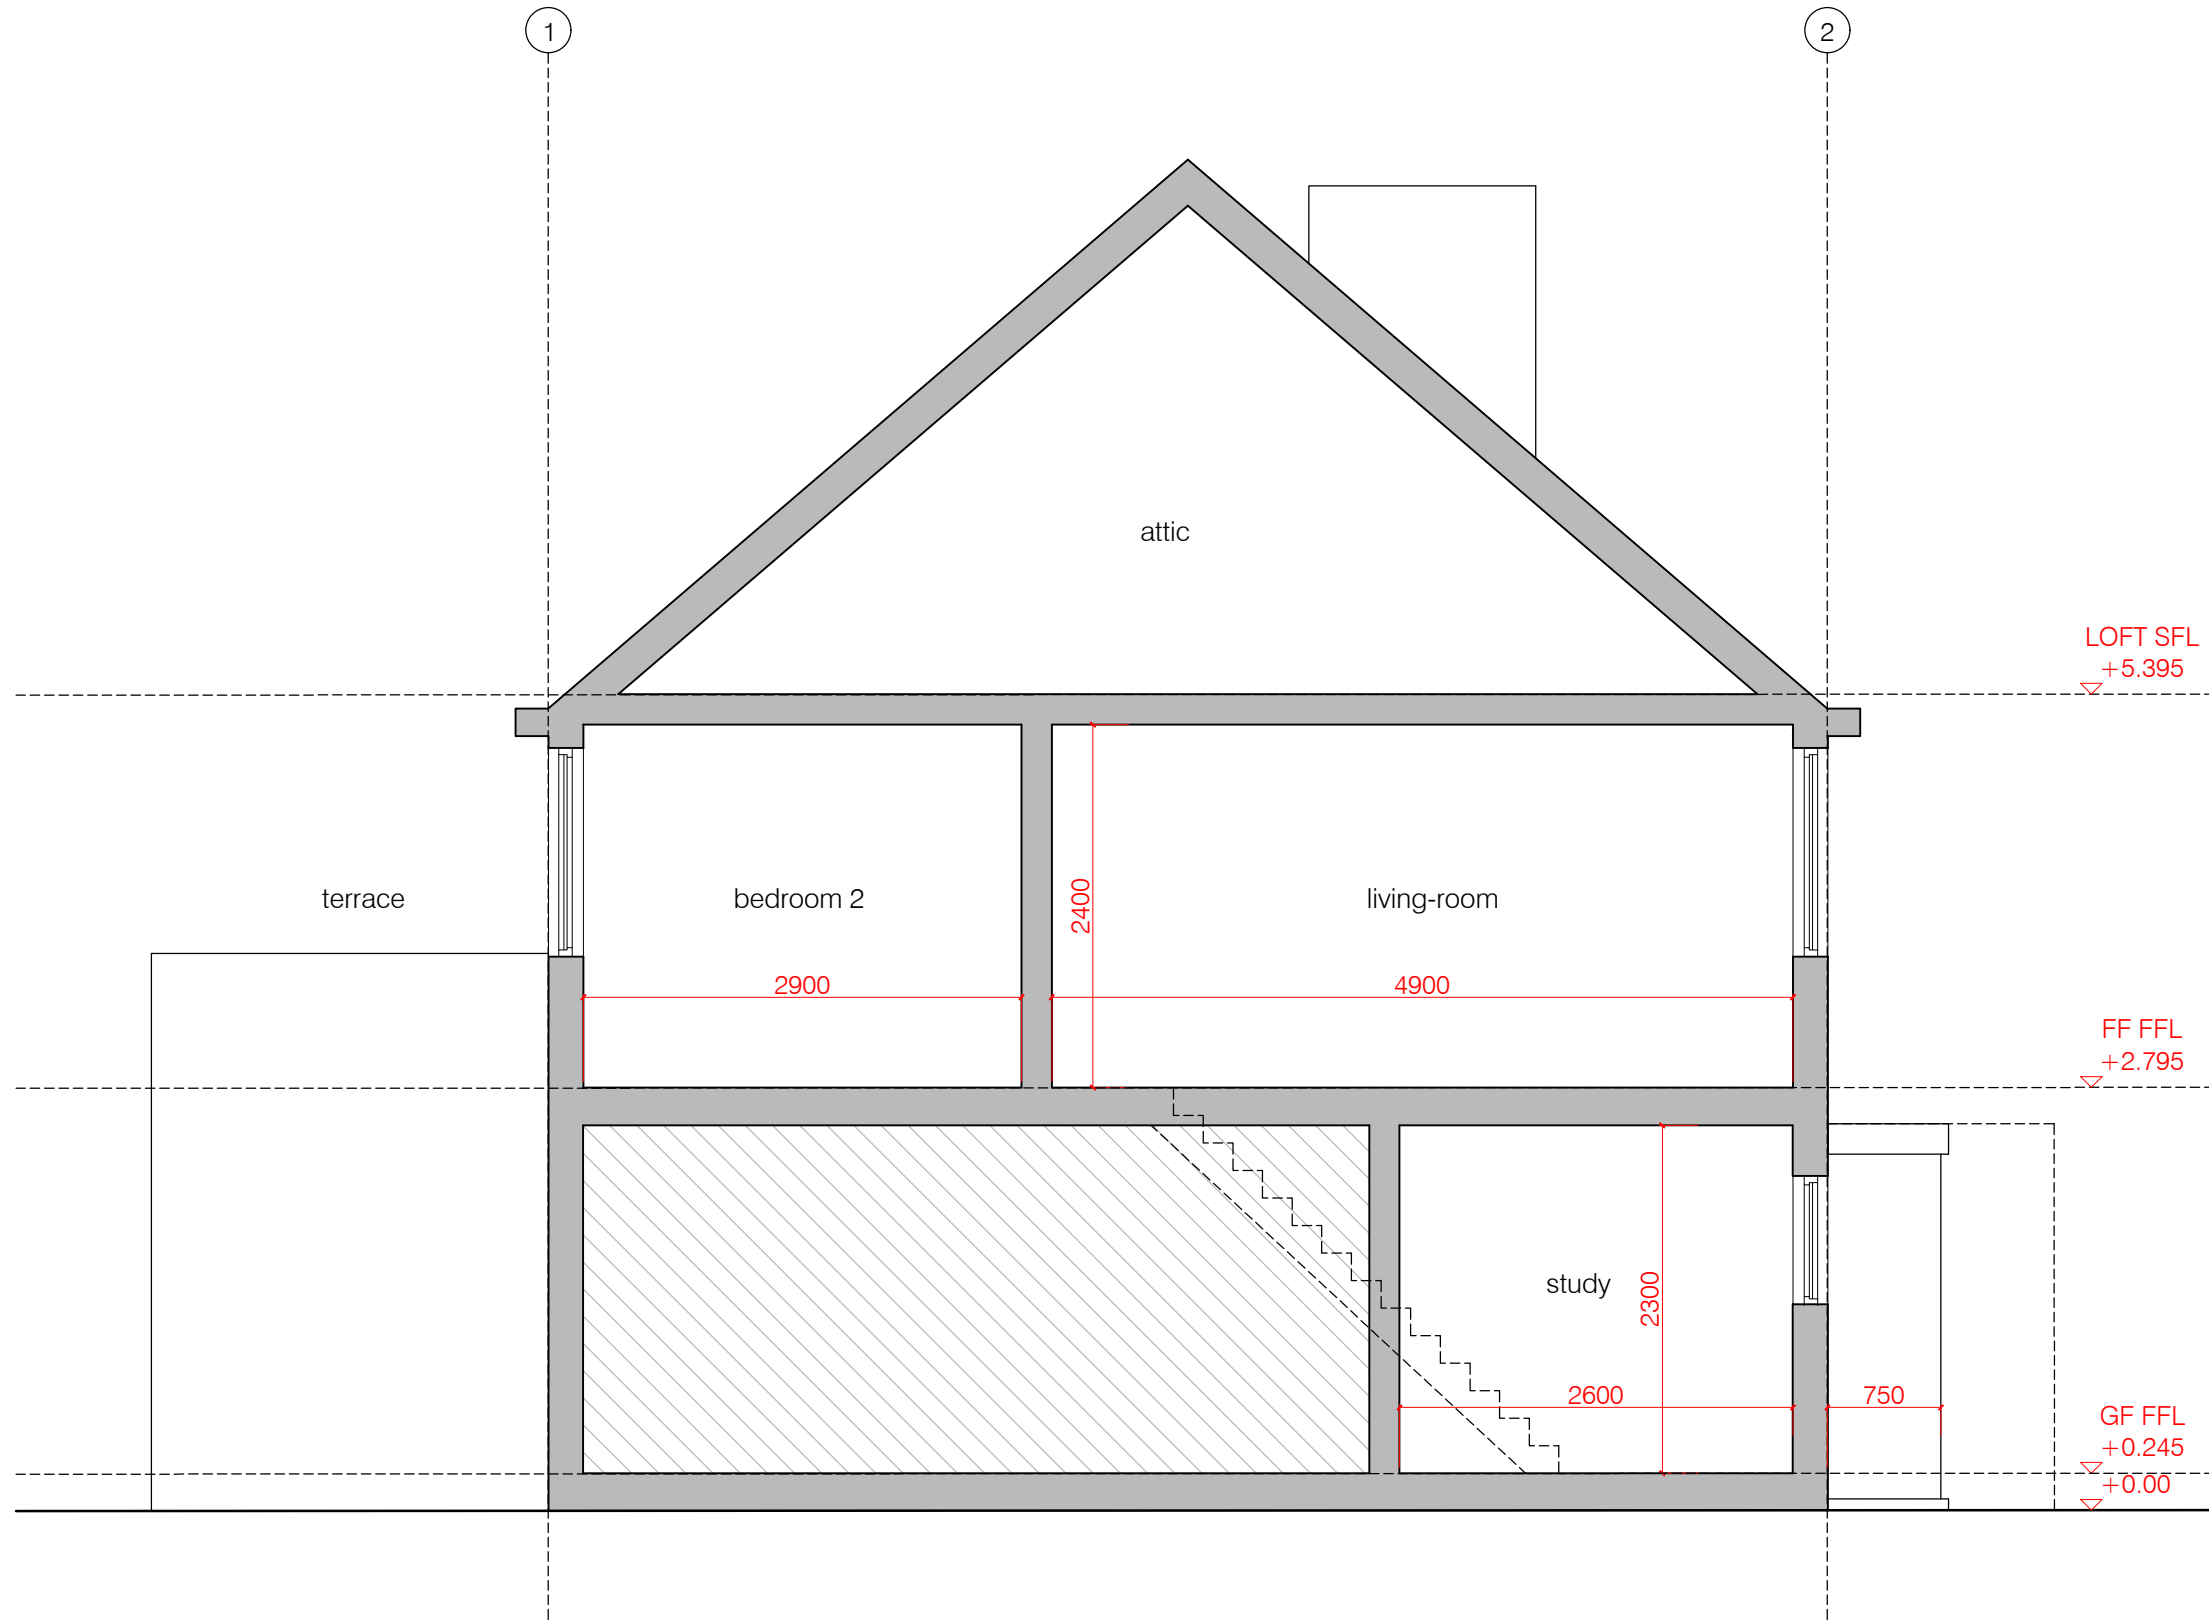 1
2
attic
LOFT SFL
+5.395
terrace
bedroom 2
2400
living-room
2900
4900
FF FFL
+2.795
study
2300
2600
750
GF FFL
+0.245
+0.00